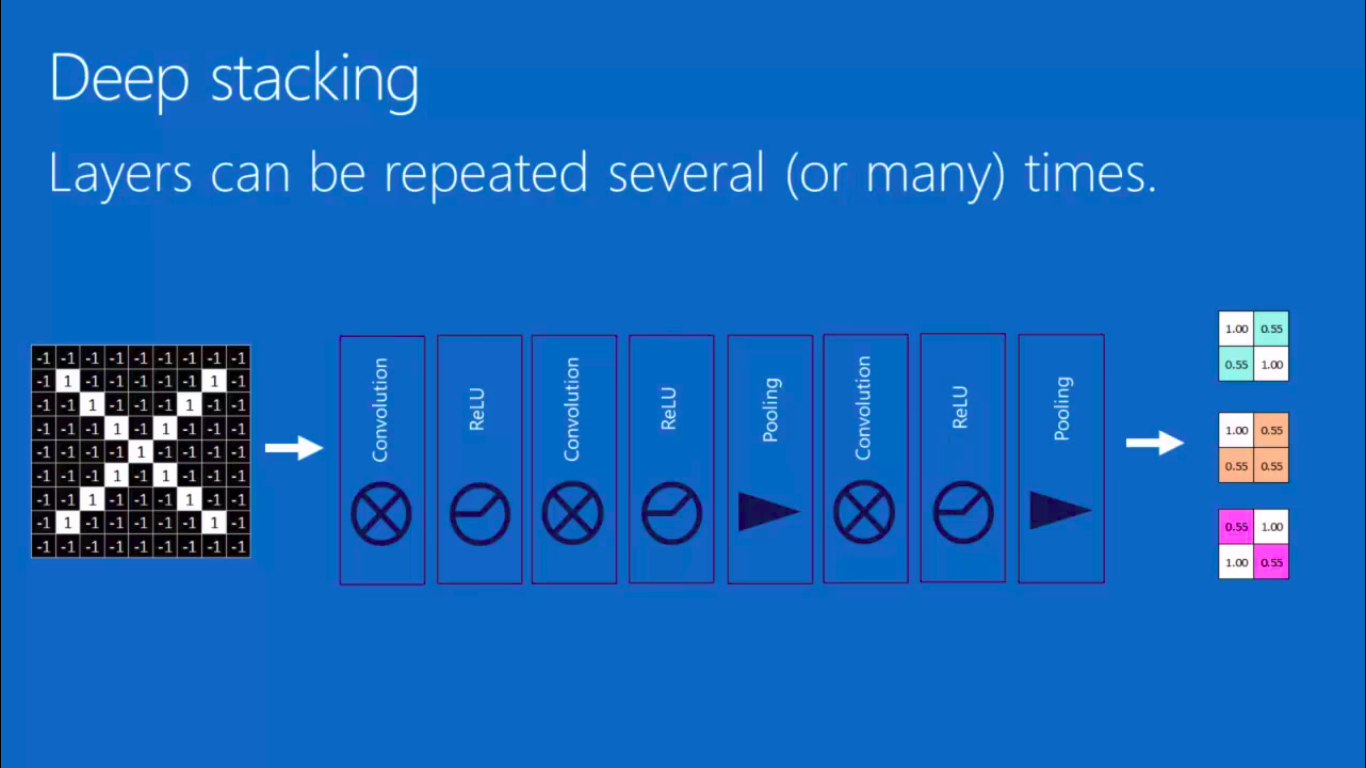 Deep stacking
Layers can be repeated several (or many) times.
-1 -1 -1 -1 -1 -1 -1 -1 -1
-1 1 -1 -1 -1 -1 -1 1 -1
-1 -1 1 -1 -1 -1 1 -1 -1
-1 -1 -1 1 -1 1 -1 -1 -1
-1 -1 -1 -1 1 -1 -1 -1 -1
-1 -1 -1 1 -1 1 -1 -1 -1
-1 -1 1 -1 -1 -1 1 -1 -1
-1 1 -1 -1 -1 -1 -1 1 -1
-1 -1 -1 -1 -1 -1 -1 -1 -1
Convolution
ReLU
Convolution
ReLU
Pooling
Convolution
ReLU
Pooling
1.00 0.55
0.55 1.00
1.00 0.55
0.55 0.55
0.55 1.00
1.00 0.55